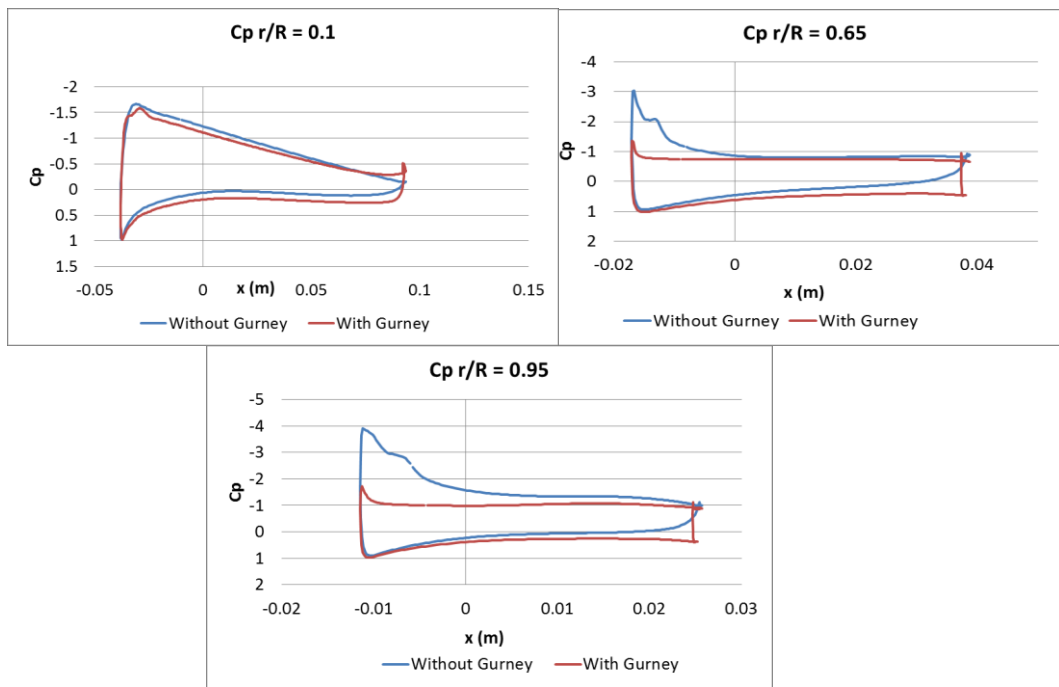 Cp r/R = 0.1
-2
-1.5
-1
-0.5
0
0.5
1
1.5
Cp
-0.05 0 0.05 0.1 0.15
x (m)
Without Gurney With Gurney
Cp r/R = 0.65
-4
-3
-2
-1
0
1
2
Cp
-0.02 0 0.02 0.04
x (m)
Without Gurney With Gurney
Cp r/R = 0.95
-5
-4
-3
-2
-1
0
1
2
Cp
-0.02 -0.01 0 0.01 0.02 0.03
x (m)
Without Gurney With Gurney